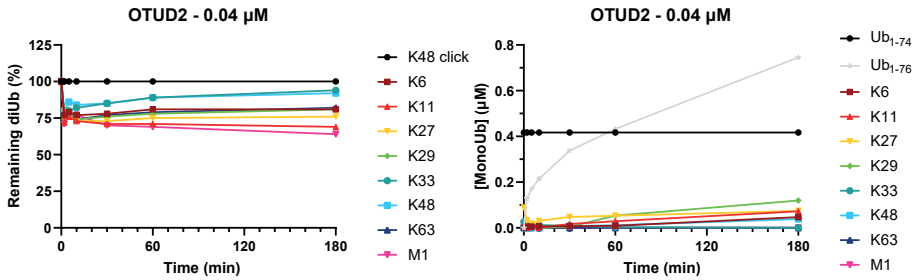 OTUD2 - 0.04 µM
125
100
75
50
25
0
Remaining diUb (%)
0
60
120
180
Time (min)
K48 click
K6
K11
K27
K29
K33
K48
K63
M1
OTUD2 - 0.04 µM
0.8
0.6
0.4
0.2
0.0
[MonoUb] (µM)
0
60
120
180
Time (min)
Ub1-74
Ub1-76
K6
K11
K27
K29
K33
K48
K63
M1